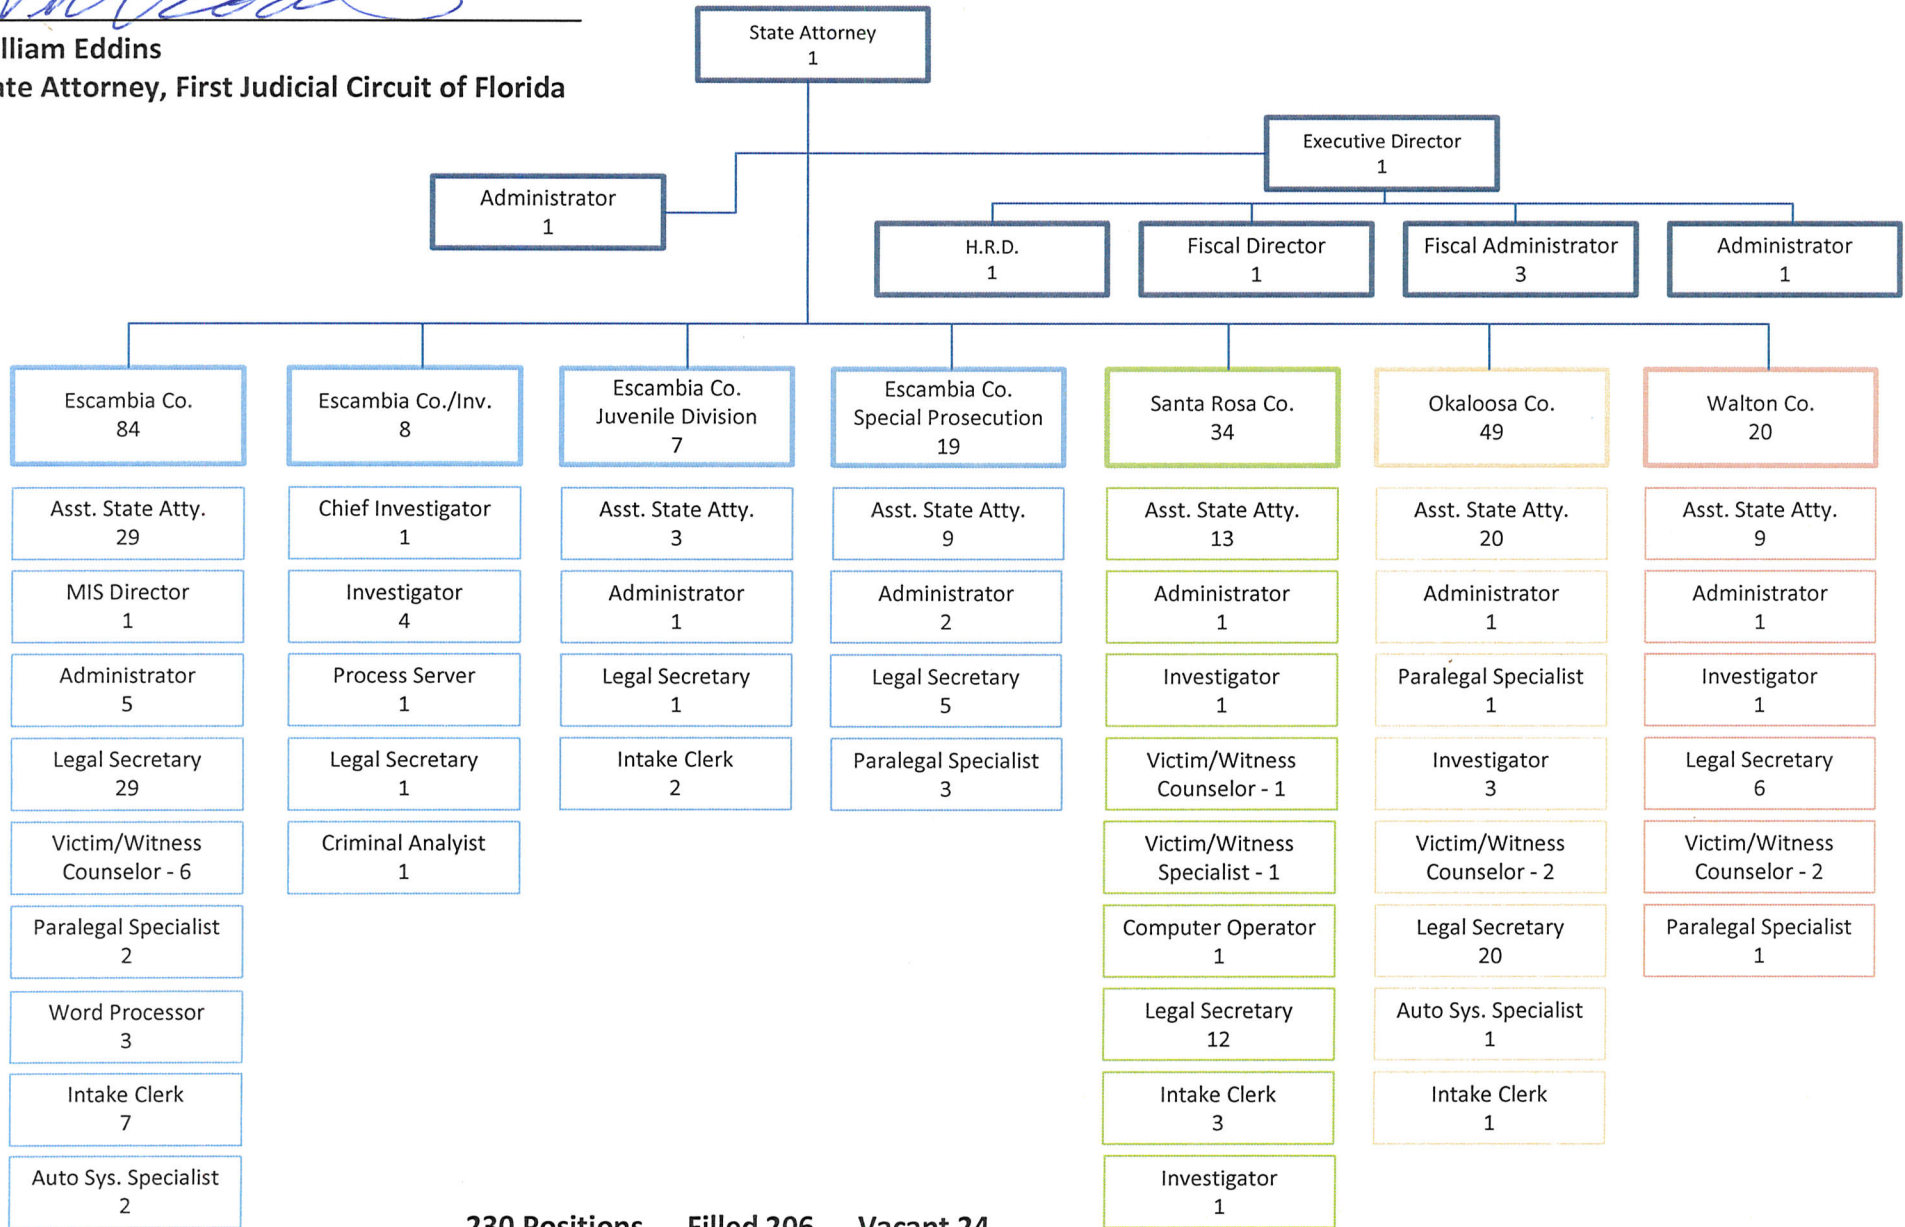 lliam Eddins
ate Attorney, First Judicial Circuit of Florida
State Attorney
1
Executive Director
1
Administrator
1
H.R.D.
1
Fiscal Director
1
Fiscal Administrator
3
Administrator
1
Escambia Co.
84
Escambia Co./Inv.
8
Escambia Co.
Juvenile Division
7
Escambia Co.
Special Prosecution
19
Santa Rosa Co.
34
Okaloosa Co.
49
Walton Co.
20
Asst. State Atty.
29
MIS Director
1
Administrator
5
Legal Secretary
29
Victim/Witness
Counselor - 6
Paralegal Specialist
2
Word Processor
3
Intake Clerk
7
Auto Sys. Specialist
2
Chief Investigator
1
Investigator
4
Process Server
1
Legal Secretary
1
Criminal Analyist
1
Asst. State Atty.
3
Administrator
1
Legal Secretary
1
Intake Clerk
2
Asst. State Atty.
9
Administrator
2
Legal Secretary
5
Paralegal Specialist
3
Asst. State Atty.
13
Administrator
1
Investigator
1
Victim/Witness
Counselor - 1
Victim/Witness
Specialist - 1
Computer Operator
1
Legal Secretary
12
Intake Clerk
3
Investigator
1
Asst. State Atty.
20
Administrator
1
Paralegal Specialist
1
Investigator
3
Victim/Witness
Counselor - 2
Legal Secretary
20
Auto Sys. Specialist
1
Intake Clerk
1
Asst. State Atty.
9
Administrator
1
Investigator
1
Legal Secretary
6
Victim/Witness
Counselor - 2
Paralegal Specialist
1
230 Positions Filled 206 Vacant 24